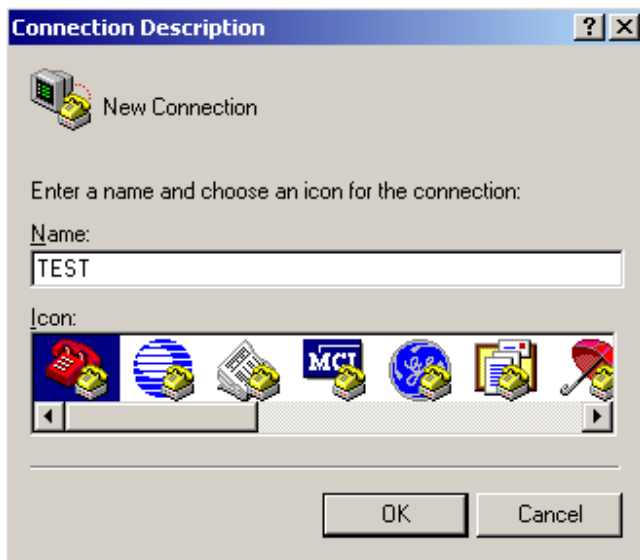 Connection Description
New Connection
Enter a name and choose an icon for the connection:
Name:
TEST
Icon:
MCI
OK Cancel